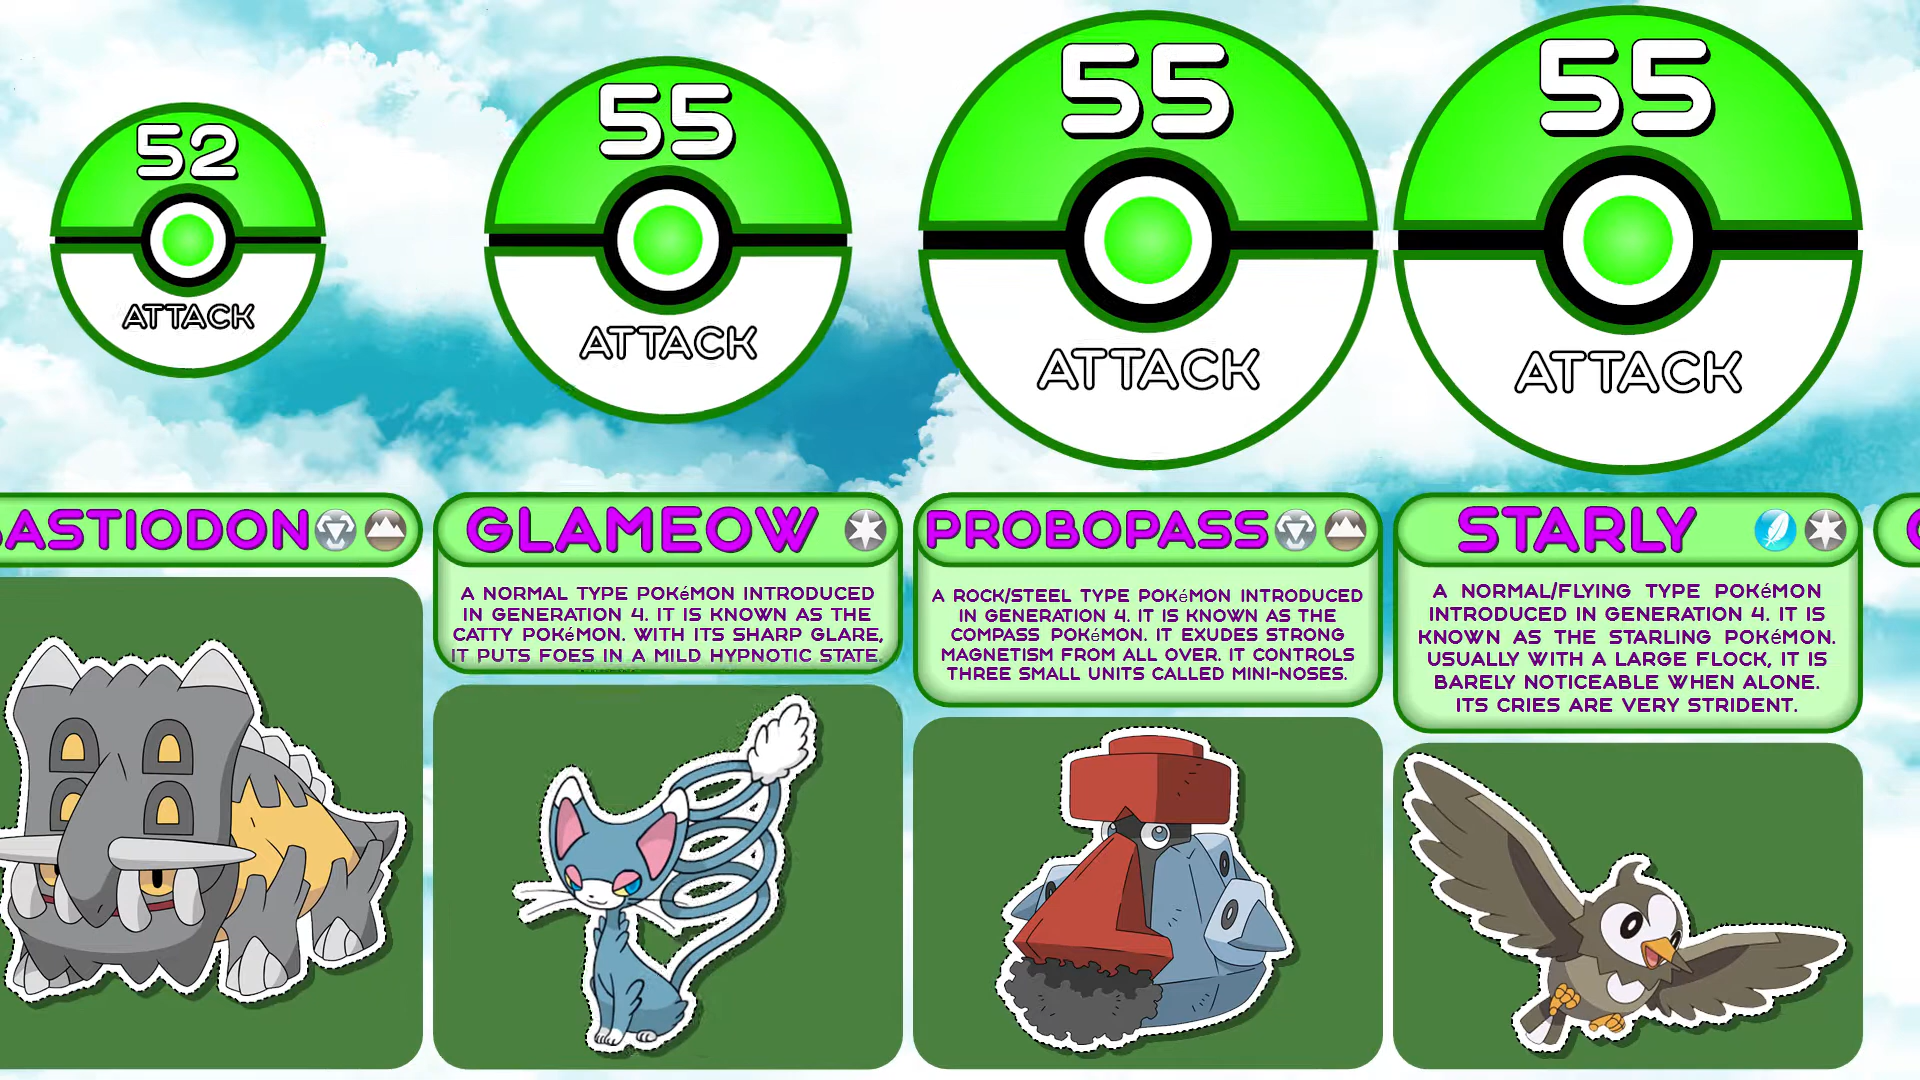 52
ATTACK
55
ATTACK
55
ATTACK
55
ATTACK
ASTIODON
GLAMEOW
A NORMAL TYPE POKéMON INTRODUCED
IN GENERATION 4. IT IS KNOWN AS THE
CATTY POKéMON. WITH ITS SHARP GLARE,
IT PUTS FOES IN A MILD HYPNOTIC STATE.
PROBOPASS
A ROCK/STEEL TYPE POKéMON INTRODUCED
IN GENERATION 4. IT IS KNOWN AS THE
COMPASS POKéMON. IT EXUDES STRONG
MAGNETISM FROM ALL OVER. IT CONTROLS
THREE SMALL UNITS CALLED MINI-NOSES.
STARLY
A NORMAL/FLYING TYPE POKéMON
INTRODUCED IN GENERATION 4. IT IS
KNOWN AS THE STARLING POKéMON.
USUALLY WITH A LARGE FLOCK, IT IS
BARELY NOTICEABLE WHEN ALONE.
ITS CRIES ARE VERY STRIDENT.